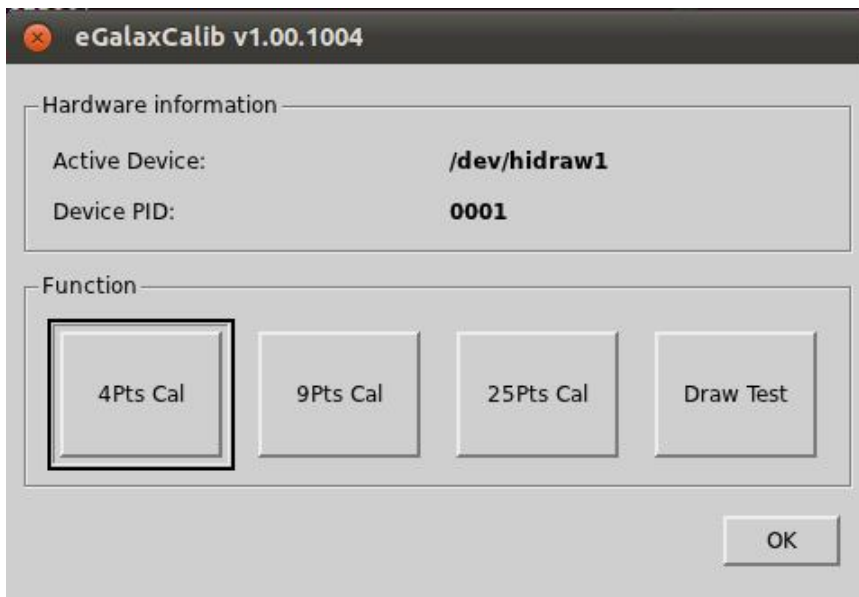 eGalaxCalib v1.00.1004
Hardware information
Active Device: /dev/hidraw1
Device PID: 0001
Function
4Pts Cal 9Pts Cal 25Pts Cal Draw Test
OK